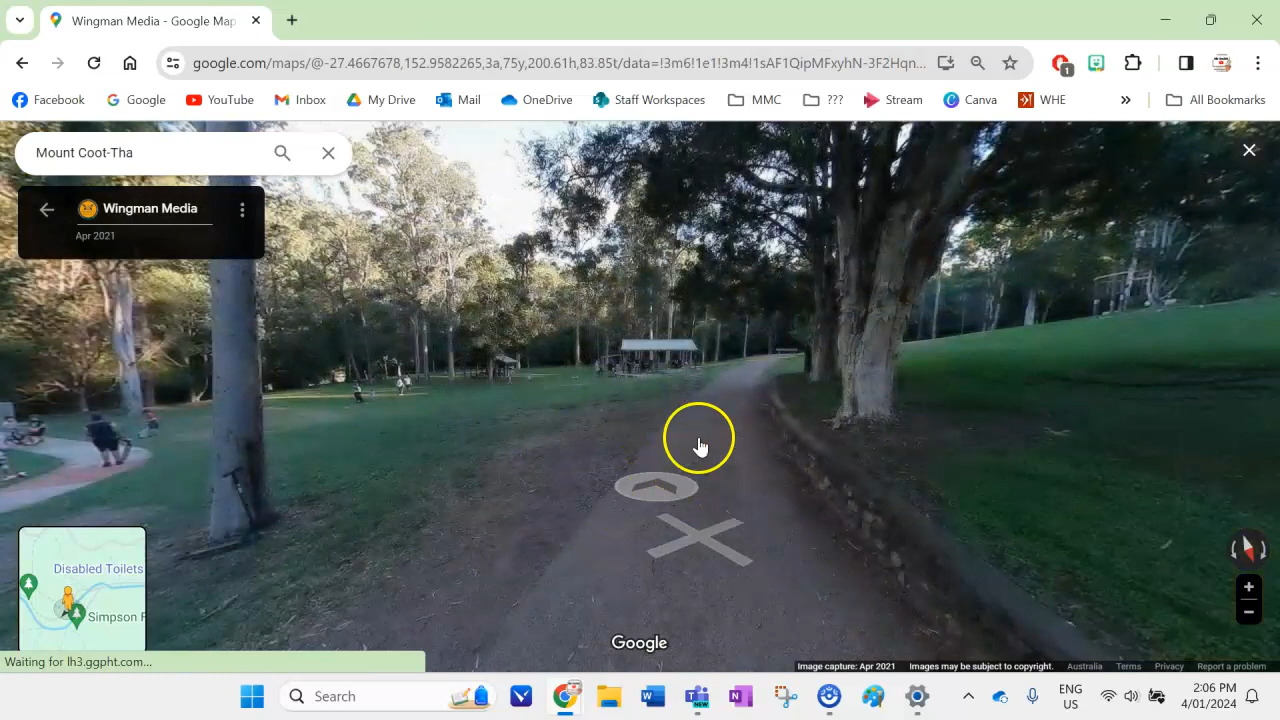 Wingman Media - Google Map
google.com/maps/@-27.4667678,152.9582265,3a,75y,200.61h,83.85t/data=!3m6!1e1!3m4!1sAF1QipMFxyhN-3F2Hqn...
1
Facebook Google YouTube Inbox My Drive Mail OneDrive Staff Workspaces MMC ??? Stream Canva WHE All Bookmarks
Mount Coot-Tha
Wingman Media
Apr 2021
Disabled Toilets
Simpson F
Google
Waiting for lh3.ggpht.com...
Image capture: Apr 2021 Images may be subject to copyright. Australia Terms Privacy Report a problem
Search
NEW
ENG
US
2:06 PM
4/01/2024